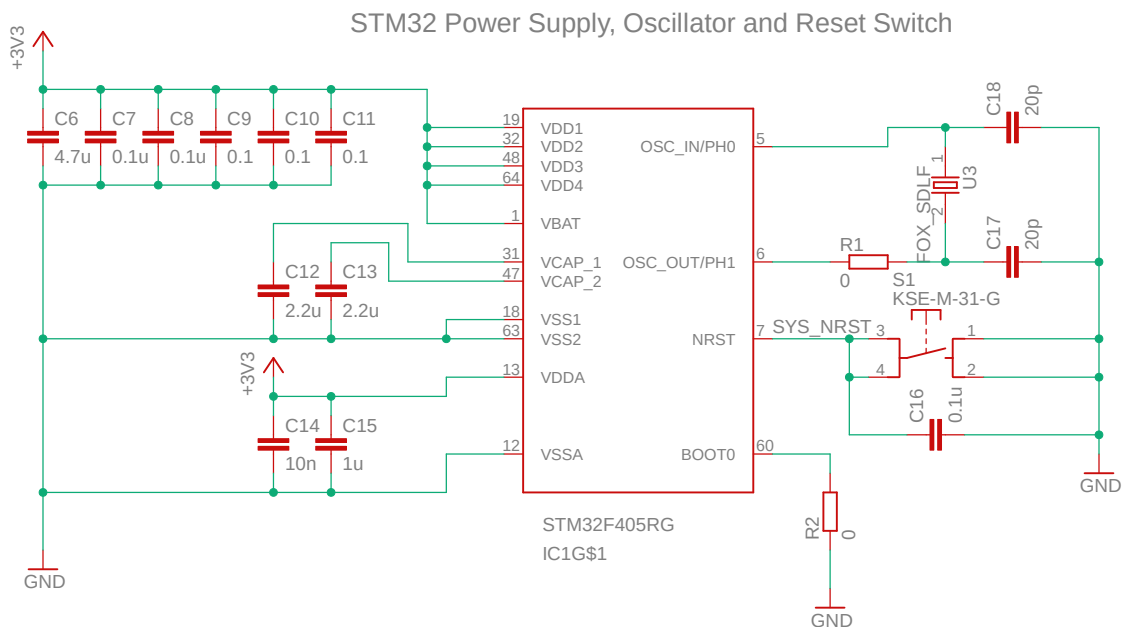 STM32 Power Supply, Oscillator and Reset Switch
+3V3
C6
4.7u
C7
0.1u
C8
0.1u
C9
0.1
C10
0.1
C11
0.1
C12
2.2u
C13
2.2u
+3V3
C14
10n
C15
1u
GND
19 VDD1
32 VDD2
48 VDD3
64 VDD4
1 VBAT
31 VCAP_1
47 VCAP_2
18 VSS1
63 VSS2
13 VDDA
12 VSSA
OSC_IN/PH0 5
OSC_OUT/PH1 6
NRST 7
BOOT0 60
STM32F405RG
IC1G$1
C18
20p
1
U3
FOX_SDLF
2
C17
20p
R1
0
S1
KSE-M-31-G
SYS_NRST
3
1
4
2
C16
0.1u
GND
R2
0
GND